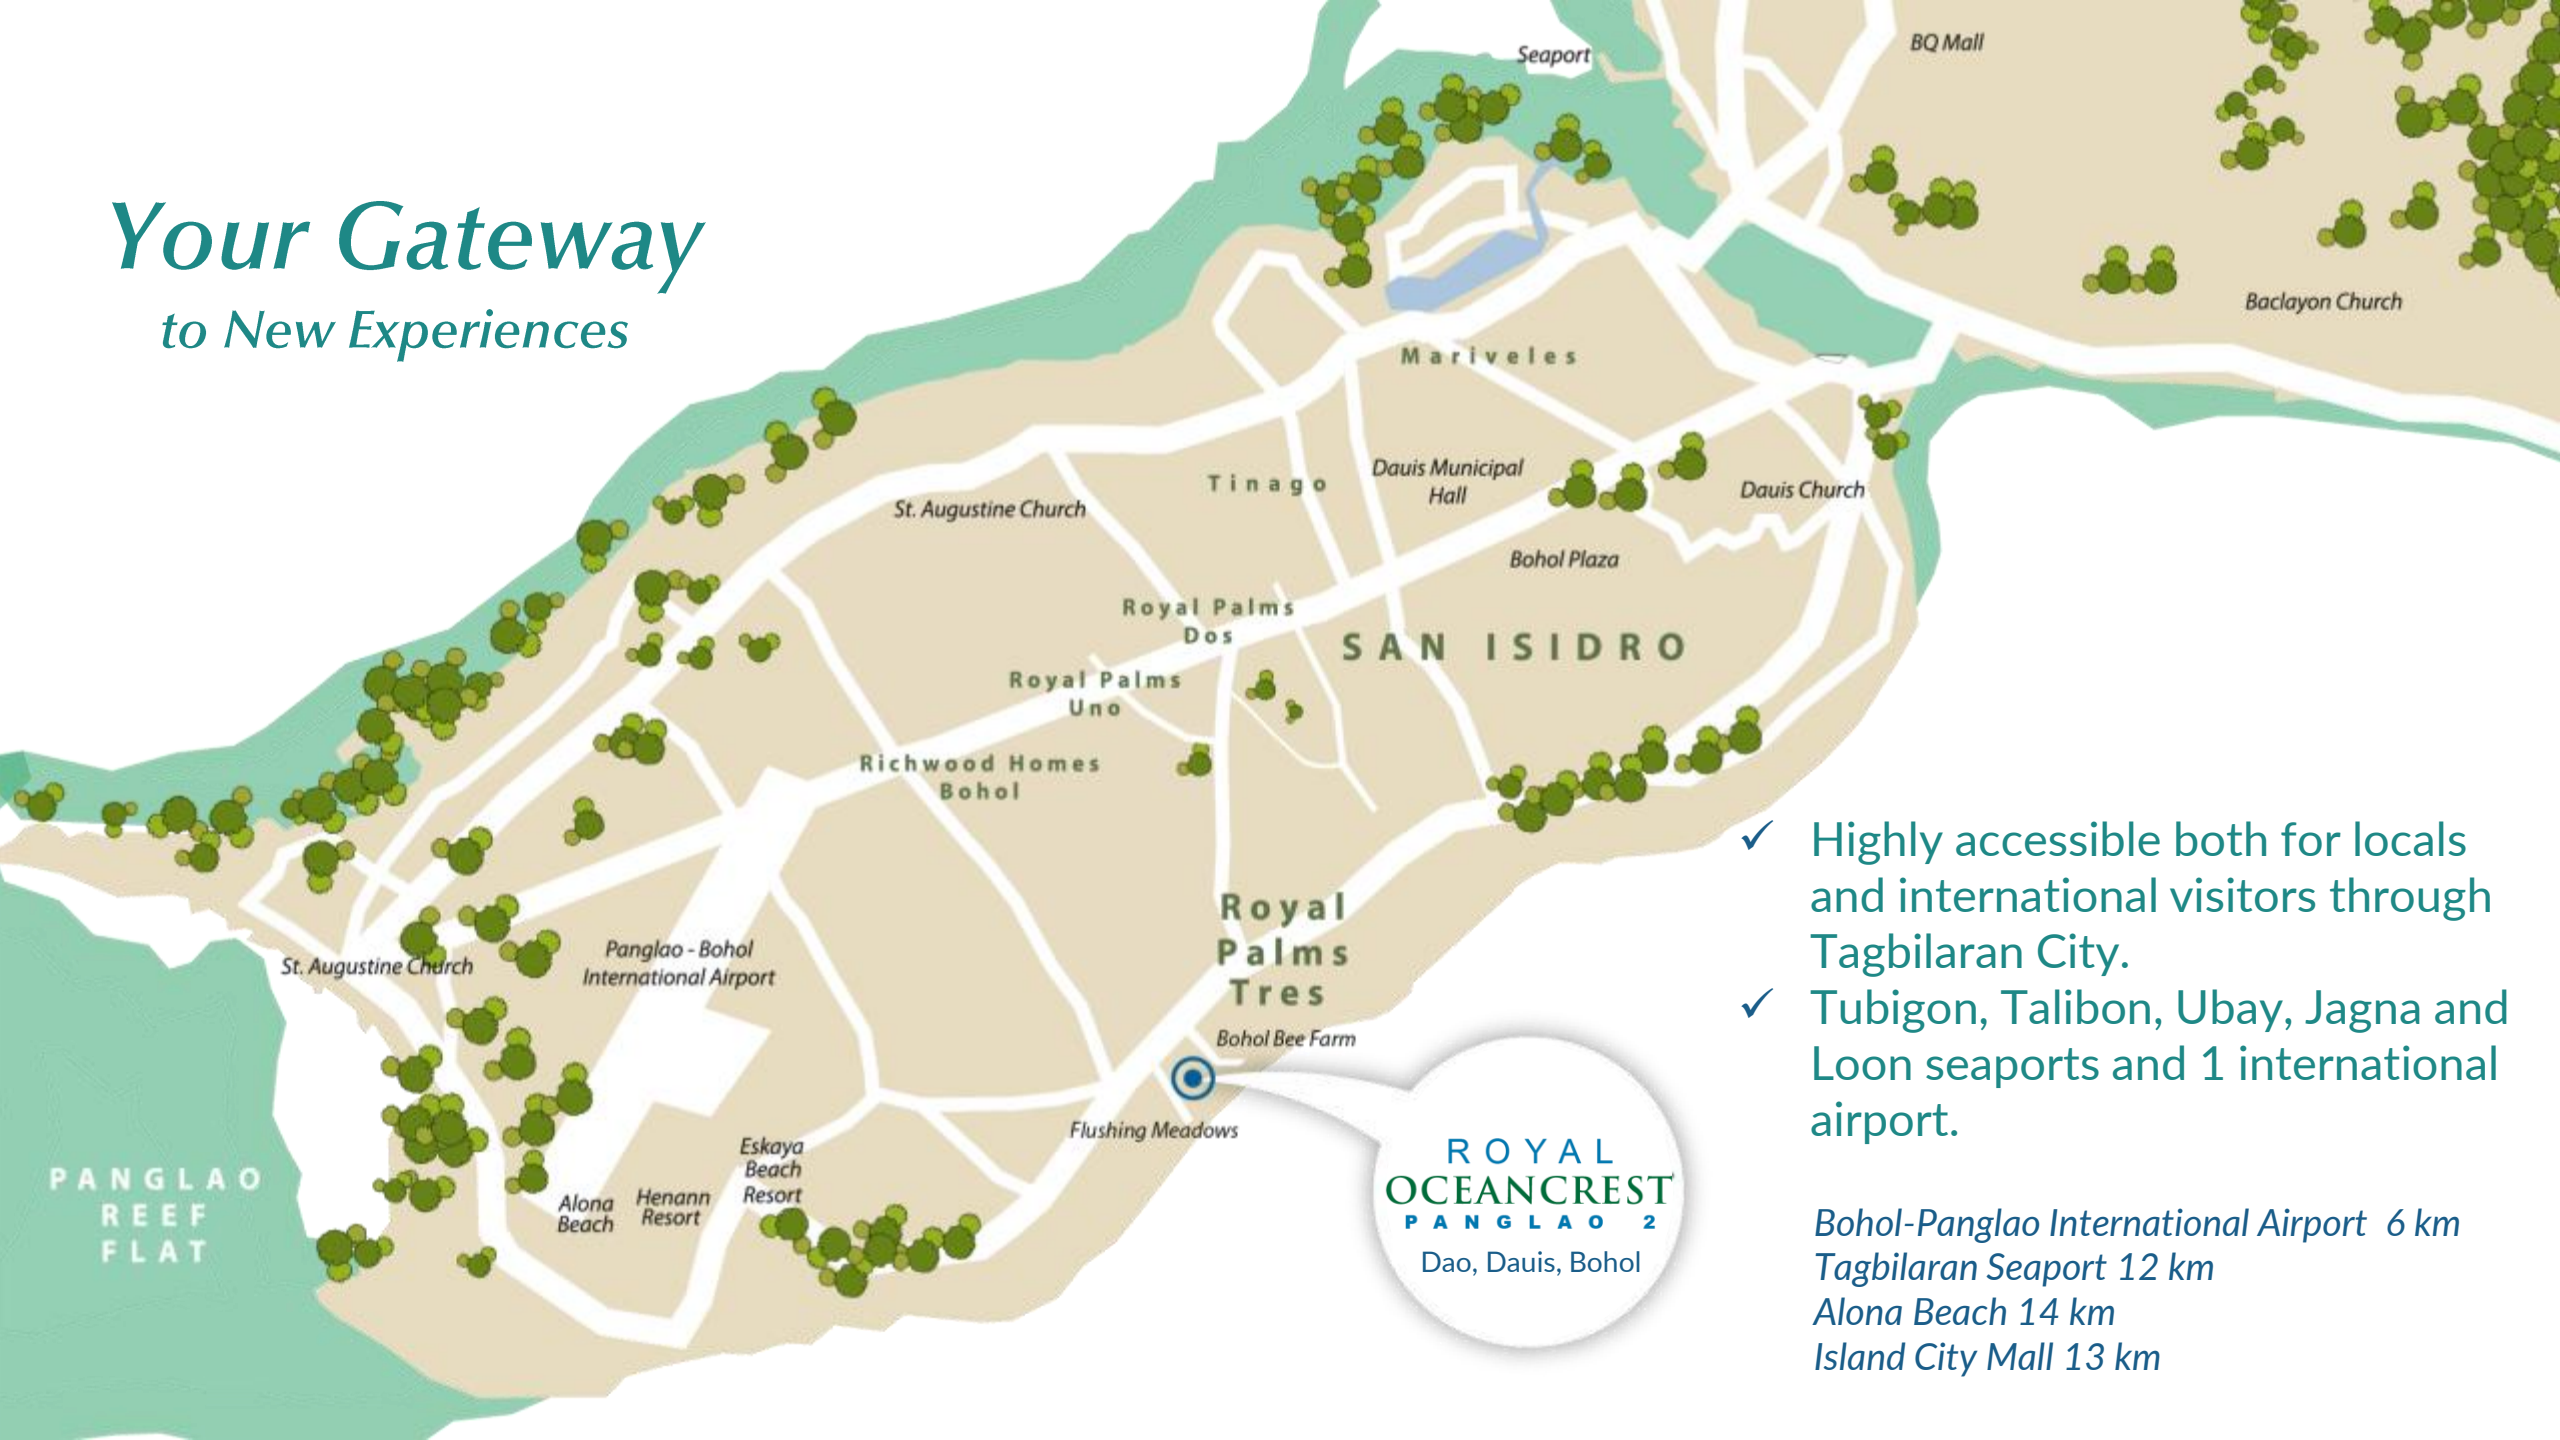 Your Gateway
to New Experiences
Seaport
BQ Mall
Baclayon Church
Mariveles
Tinago
Dauis Municipal
Hall
Dauis Church
St. Augustine Church
Bohol Plaza
Royal Palms
Dos
SAN ISIDRO
Royal Palms
Uno
Richwood Homes
Bohol
Royal
Palms
Tres
Panglao - Bohol
International Airport
St. Augustine Church
Bohol Bee Farm
Flushing Meadows
Eskaya
Beach
Resort
Alona
Beach
Henann
Resort
PANGLAO
REEF
FLAT
ROYAL
OCEANCREST
PANGLAO 2
Dao, Dauis, Bohol
✓ Highly accessible both for locals
and international visitors through
Tagbilaran City.
✓ Tubigon, Talibon, Ubay, Jagna and
Loon seaports and 1 international
airport.
Bohol-Panglao International Airport 6 km
Tagbilaran Seaport 12 km
Alona Beach 14 km
Island City Mall 13 km